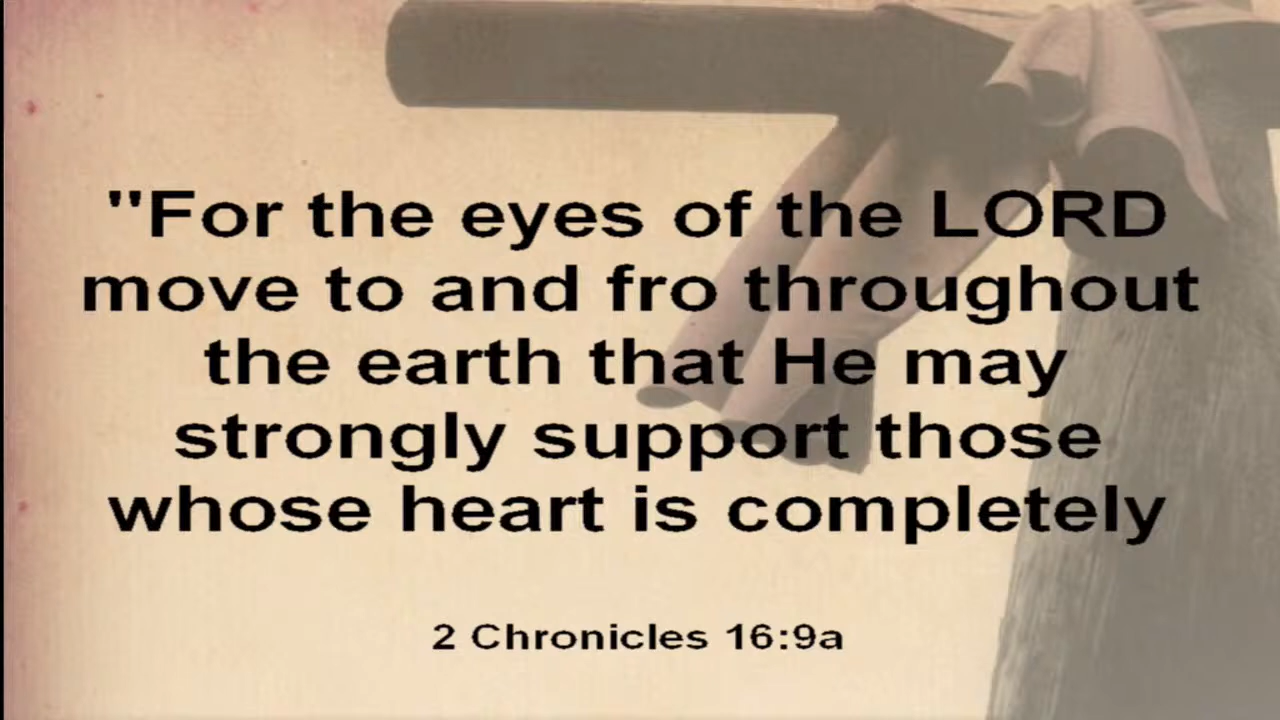 "For the eyes of the LORD
move to and fro throughout
the earth that He may
strongly support those
whose heart is completely
2 Chronicles 16:9a